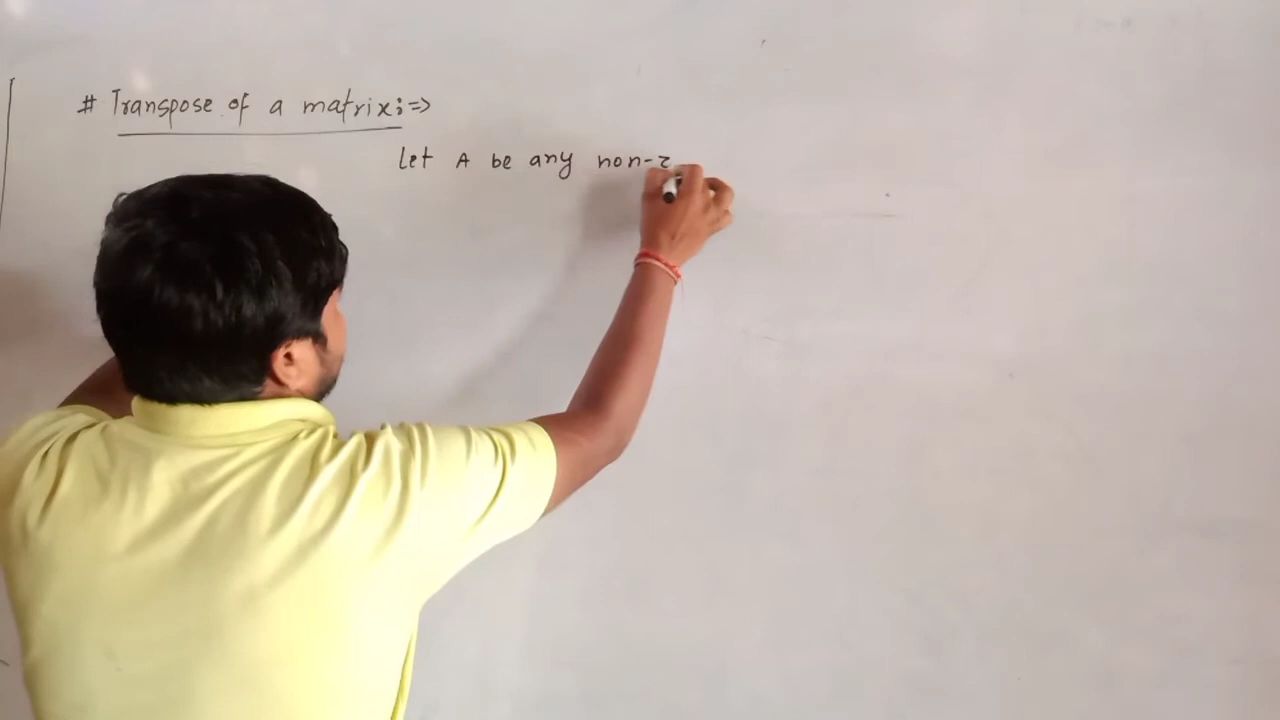 # Transpose of a matrix:=>
Let A be any non-z